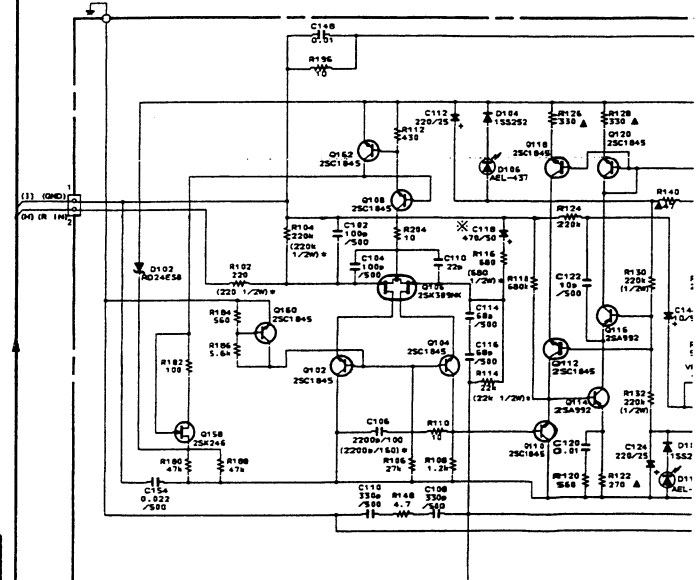 C148
0.01
R196
10
C112
220/25
D104
1SS252
R126
330 ▲
R128
330 ▲
R112
430
Q118
2SC1845
Q120
2SC1845
Q162
2SC1845
D106
AEL-437
1
(J) (GND)
(H) (R IN)
2
Q108
2SC1845
R140
R124
220k
R104
220k
(220k
1/2W)*
C102
100p
/500
R204
10
※ C118
470/50
R116
680
(680
1/2W)*
R118
680k
C104
100p
/500
C110
22p
C122
10p
/500
R130
220k
(1/2W)
D102
RD24ESB
R102
220
(220 1/2W)*
Q106
2SK389NK
R184
560
Q160
2SC1845
C114
68p
/500
Q116
2SA992
R186
5.6k
Q104
2SC1845
C116
68p
/500
Q112
2SC1845
R182
100
Q102
2SC1845
R114
22k
(22k 1/2W)*
Q114
2SA992
R132
220k
(1/2W)
C106
2200p/100
(2200p/160)*
R110
10
Q158
2SK246
Q110
2SC1845
C120
0.01
C124
220/25
R180
47k
R188
47k
R106
27k
R108
1.2k
R120
560
R122
270 ▲
C154
0.022
/500
C110
330p
/500
R148
4.7
C108
330p
/500